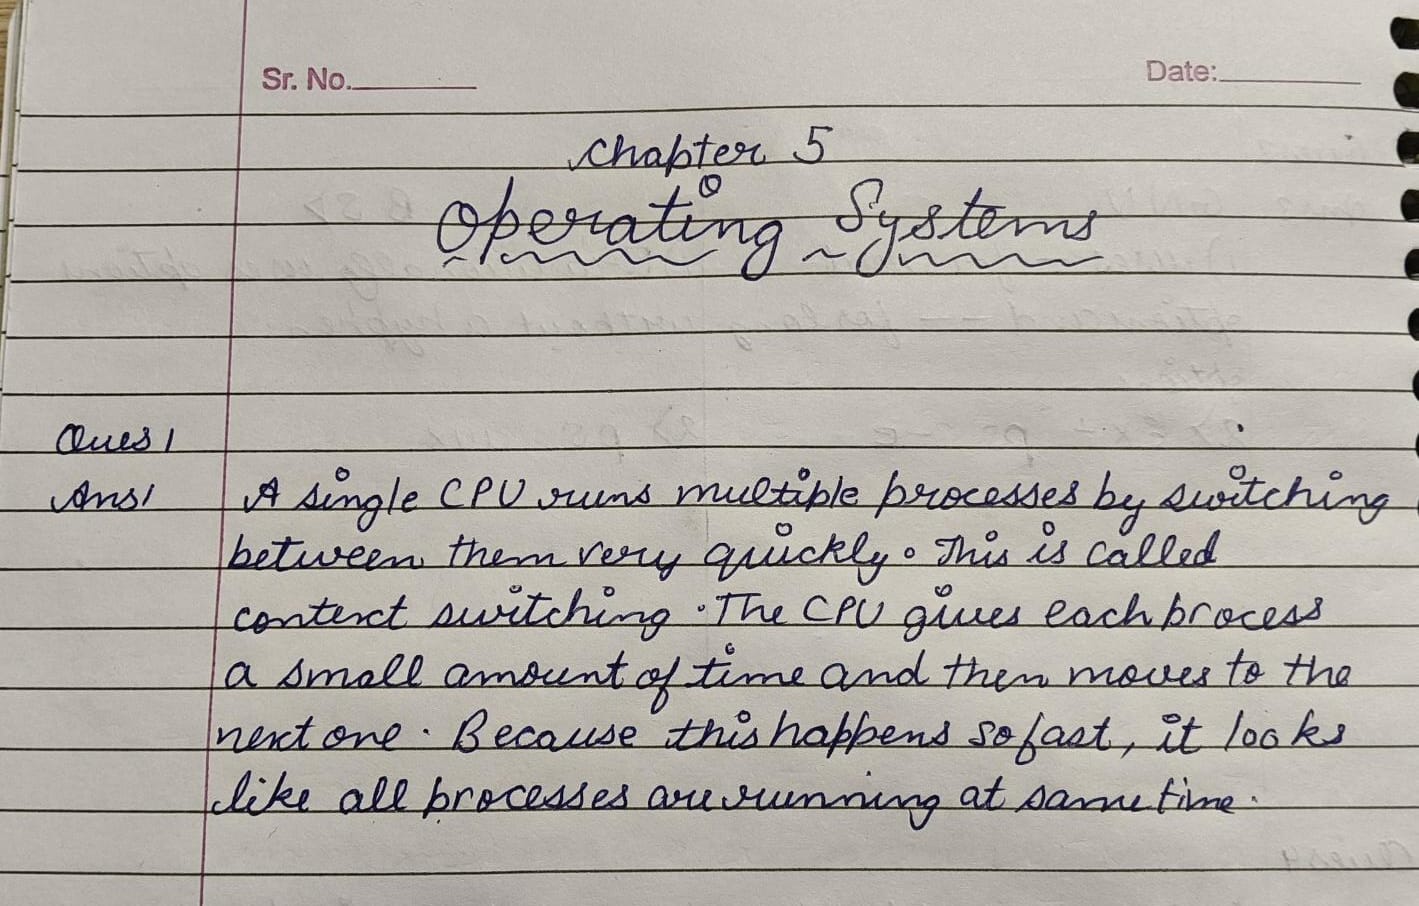 Sr. No.
Date:
Chapter 5
Operating Systems
Ques 1
Ans 1 A single CPU runs multiple processes by switching
between them very quickly. This is called
context switching. The CPU gives each process
a small amount of time and then moves to the
next one. Because this happens so fast, it looks
like all processes are running at same time.